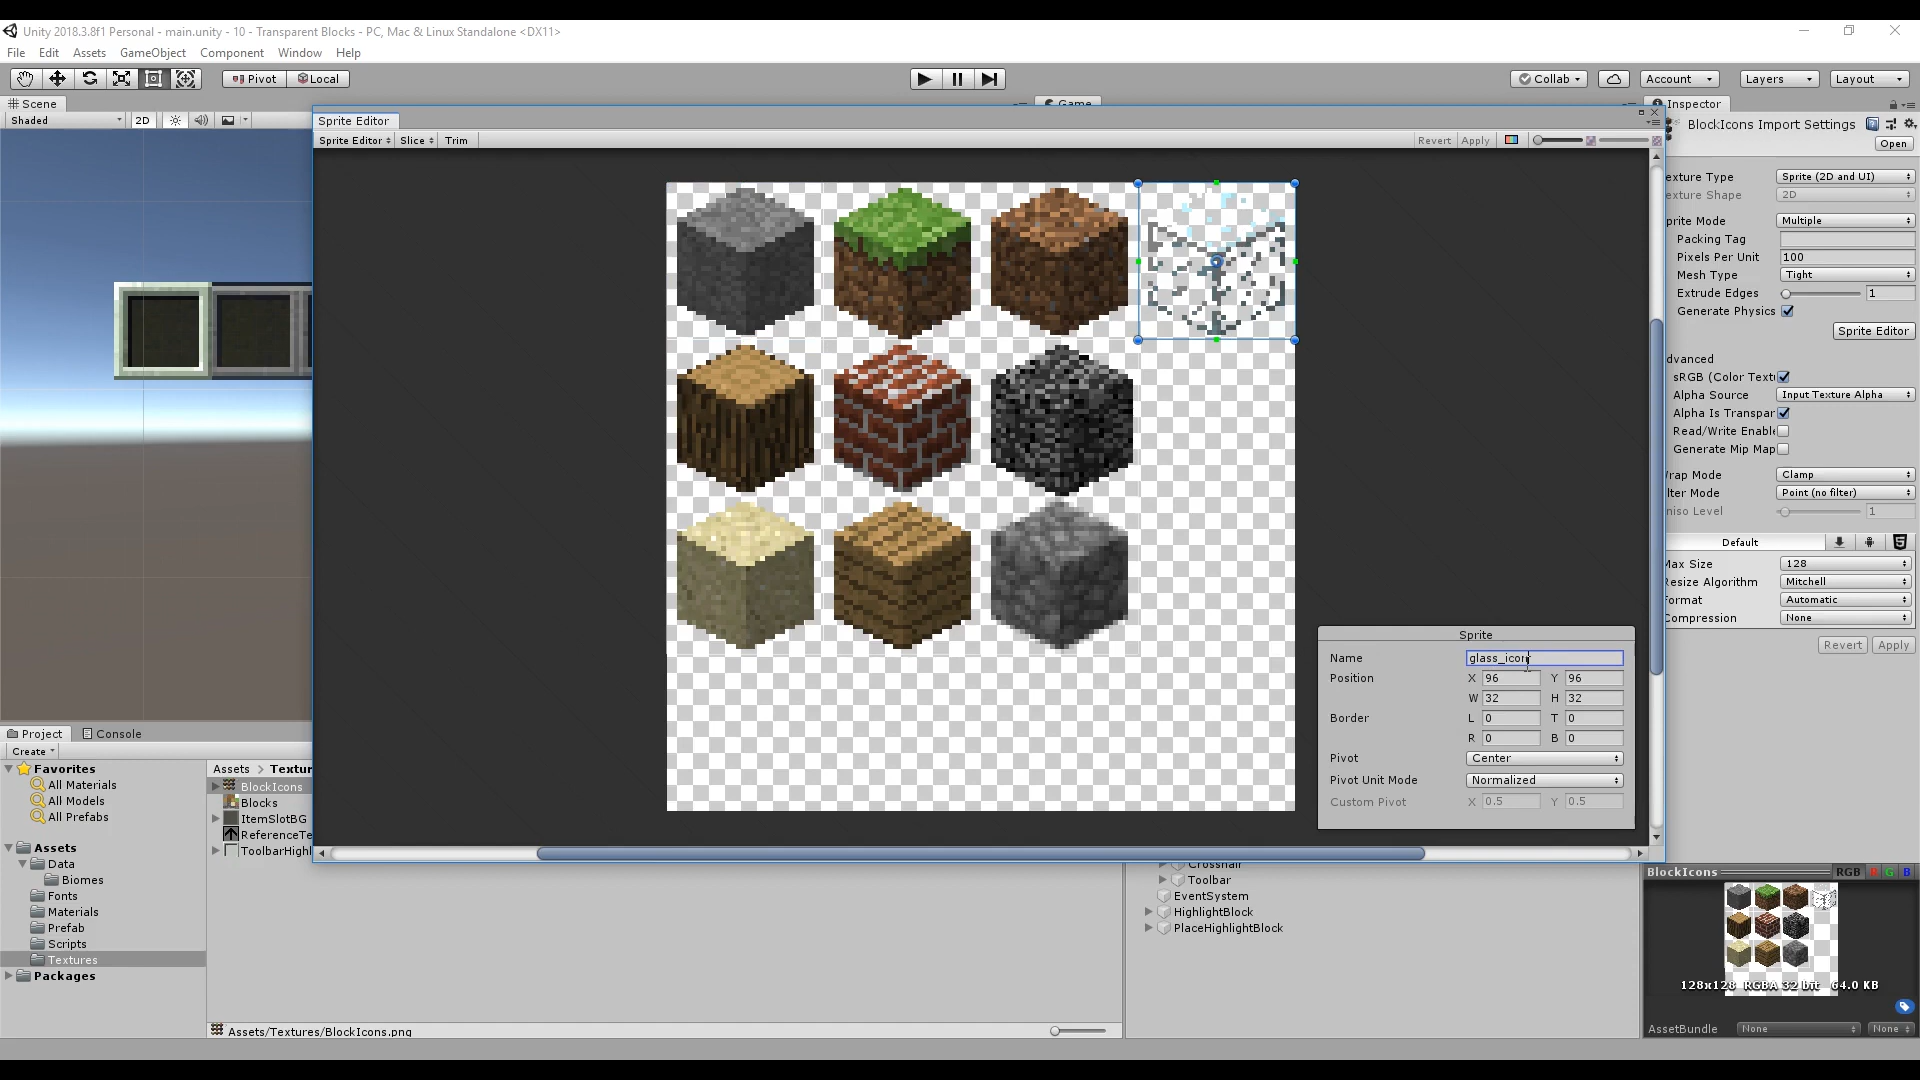 Unity 2018.3.8f1 Personal - main.unity - 10 - Transparent Blocks - PC, Mac & Linux Standalone <DX11>
File Edit Assets GameObject Component Window Help
Pivot Local Collab Account Layers Layout
Scene Game Inspector
Shaded 2D
Sprite Editor
Sprite Editor Slice Trim Revert Apply
BlockIcons Import Settings
Open
exture Type Sprite (2D and UI)
exture Shape 2D
prite Mode Multiple
Packing Tag
Pixels Per Unit 100
Mesh Type Tight
Extrude Edges 1
Generate Physics
Sprite Editor
dvanced
sRGB (Color Text
Alpha Source Input Texture Alpha
Alpha Is Transpar
Read/Write Enabl
Generate Mip Map
rap Mode Clamp
lter Mode Point (no filter)
niso Level 1
Default
Max Size 128
Resize Algorithm Mitchell
ormat Automatic
ompression None
Revert Apply
Sprite
Name glass_icon
Position X 96 Y 96
W 32 H 32
Border L 0 T 0
R 0 B 0
Pivot Center
Pivot Unit Mode Normalized
Custom Pivot X 0.5 Y 0.5
Project Console
Create
Favorites
All Materials
All Models
All Prefabs
Assets
Data
Biomes
Fonts
Materials
Prefab
Scripts
Textures
Packages
Assets > Textur
BlockIcons
Blocks
ItemSlotBG
ReferenceTe
ToolbarHighl
Assets/Textures/BlockIcons.png
Crosshair
Toolbar
EventSystem
HighlightBlock
PlaceHighlightBlock
BlockIcons RGB R G B
128x128 RGBA 32 bit 64.0 KB
AssetBundle None None